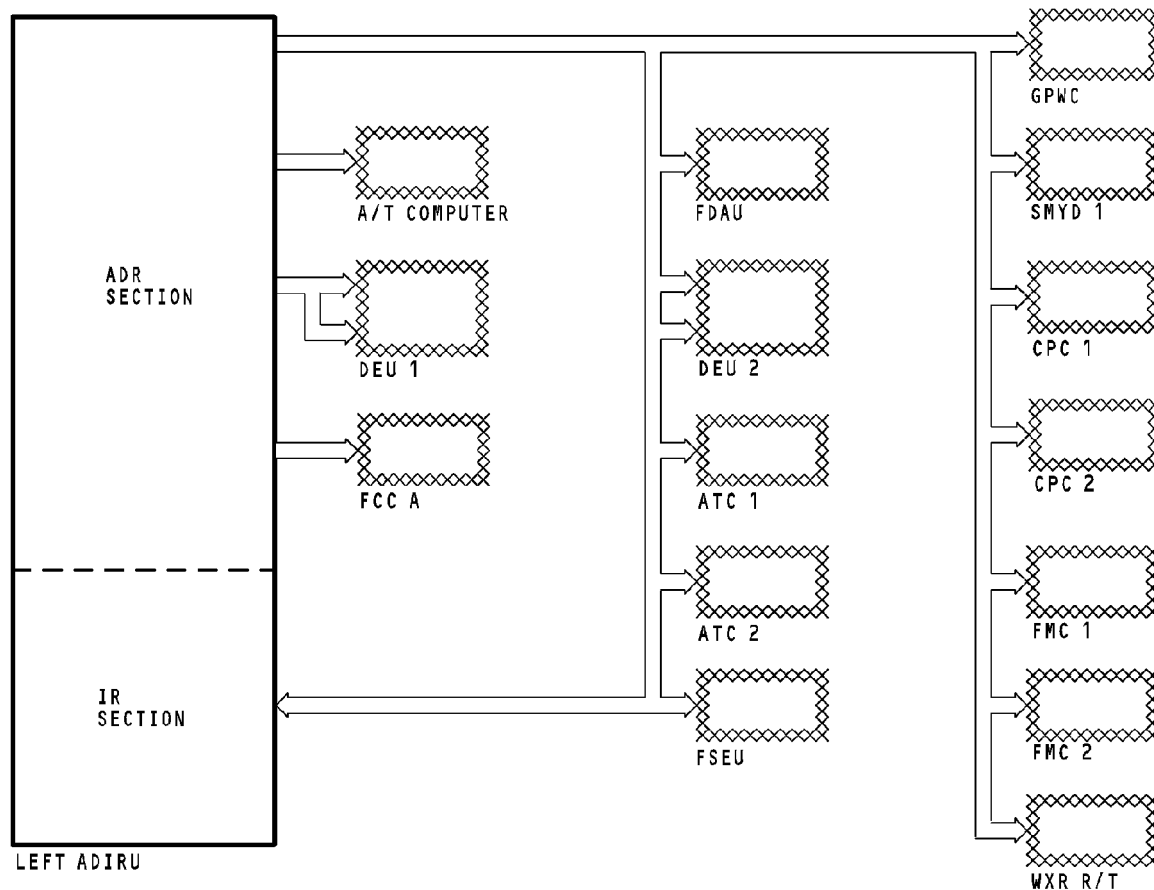 GPWC
A/T COMPUTER
FDAU
SMYD 1
ADR
SECTION
DEU 1
DEU 2
CPC 1
FCC A
ATC 1
CPC 2
ATC 2
FMC 1
IR
SECTION
FSEU
FMC 2
LEFT ADIRU
WXR R/T